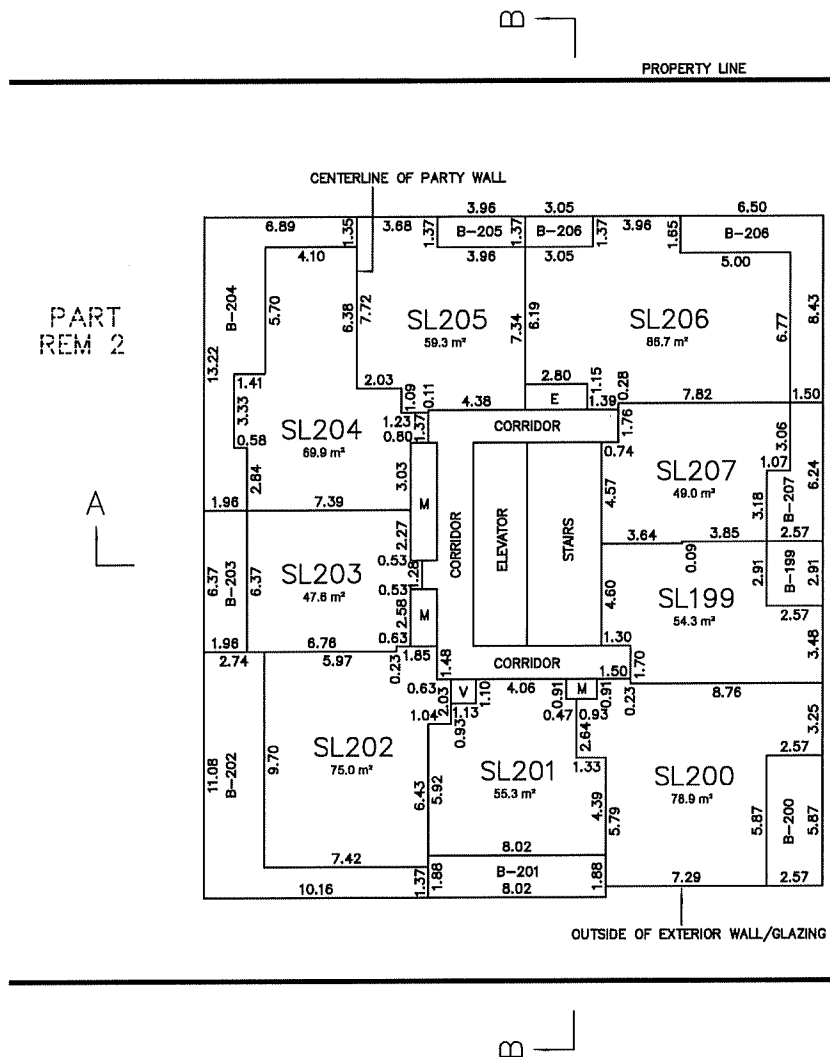 B
PROPERTY LINE
CENTERLINE OF PARTY WALL
6.89
1.35
3.68
3.96
3.05
3.96
6.50
1.37
B-205
1.37
B-206
1.37
1.65
B-206
4.10
3.96
3.05
5.00
PART
REM 2
B-204
5.70
6.38
7.72
SL205
59.3 m²
7.34
6.19
SL206
86.7 m²
6.77
8.43
13.22
1.41
2.03
2.80
1.15
0.28
E
1.39
7.82
1.50
3.33
1.09
0.11
4.38
CORRIDOR
1.76
3.06
1.23
1.37
0.80
0.58
SL204
69.9 m²
0.74
SL207
49.0 m²
1.07
6.24
2.84
3.03
4.57
3.18
B-207
A
1.96
7.39
M
CORRIDOR
ELEVATOR
STAIRS
2.27
3.64
3.85
2.57
0.09
6.37
B-203
6.37
SL203
47.6 m²
0.53
1.28
0.53
4.60
SL199
54.3 m²
2.91
B-199
2.91
2.58
M
2.57
1.96
6.76
0.63
1.30
3.48
2.74
5.97
0.23
1.85
1.48
CORRIDOR
1.70
0.63
2.03
V
1.10
4.06
0.91
M
1.50
0.91
0.23
8.76
1.04
0.93
1.13
0.47
0.93
3.25
11.08
B-202
9.70
SL202
75.0 m²
2.64
1.33
2.57
SL201
55.3 m²
SL200
78.9 m²
6.43
5.92
4.39
5.79
5.87
B-200
5.87
7.42
8.02
1.37
1.88
B-201
1.88
10.16
8.02
7.29
2.57
OUTSIDE OF EXTERIOR WALL/GLAZING
B